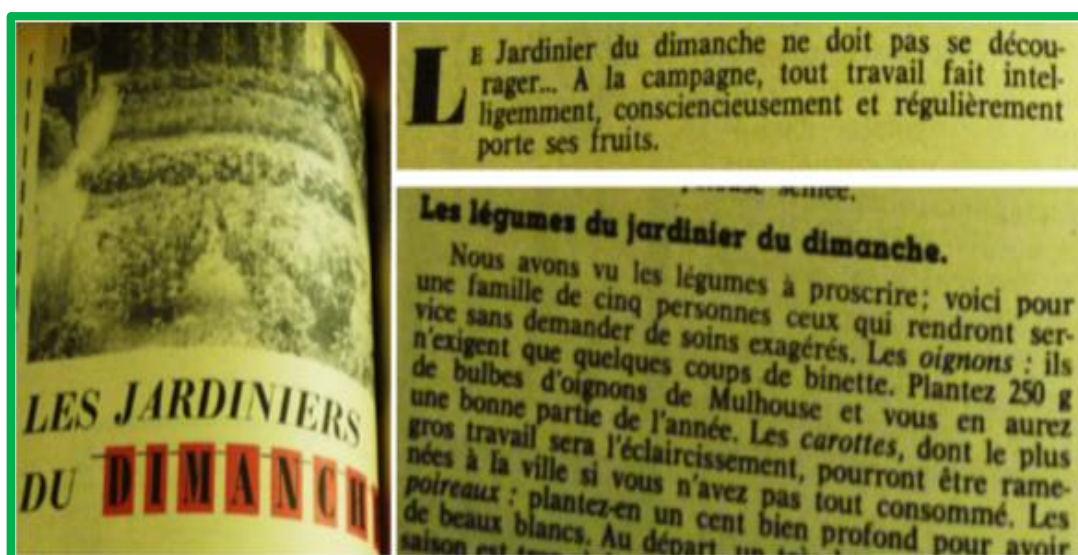 LES JARDINIERS
DU DIMANCH
LE Jardinier du dimanche ne doit pas se décou-
rager... A la campagne, tout travail fait intel-
ligemment, consciencieusement et régulièrement
porte ses fruits.
semée.
Les légumes du jardinier du dimanche.
Nous avons vu les légumes à proscrire; voici pour
une famille de cinq personnes ceux qui rendront ser-
vice sans demander de soins exagérés. Les oignons : ils
n'exigent que quelques coups de binette. Plantez 250 g
de bulbes d'oignons de Mulhouse et vous en aurez
une bonne partie de l'année. Les carottes, dont le plus
gros travail sera l'éclaircissement, pourront être rame-
nées à la ville si vous n'avez pas tout consommé. Les
poireaux : plantez-en un cent bien profond pour avoir
de beaux blancs. Au départ, un
saison est